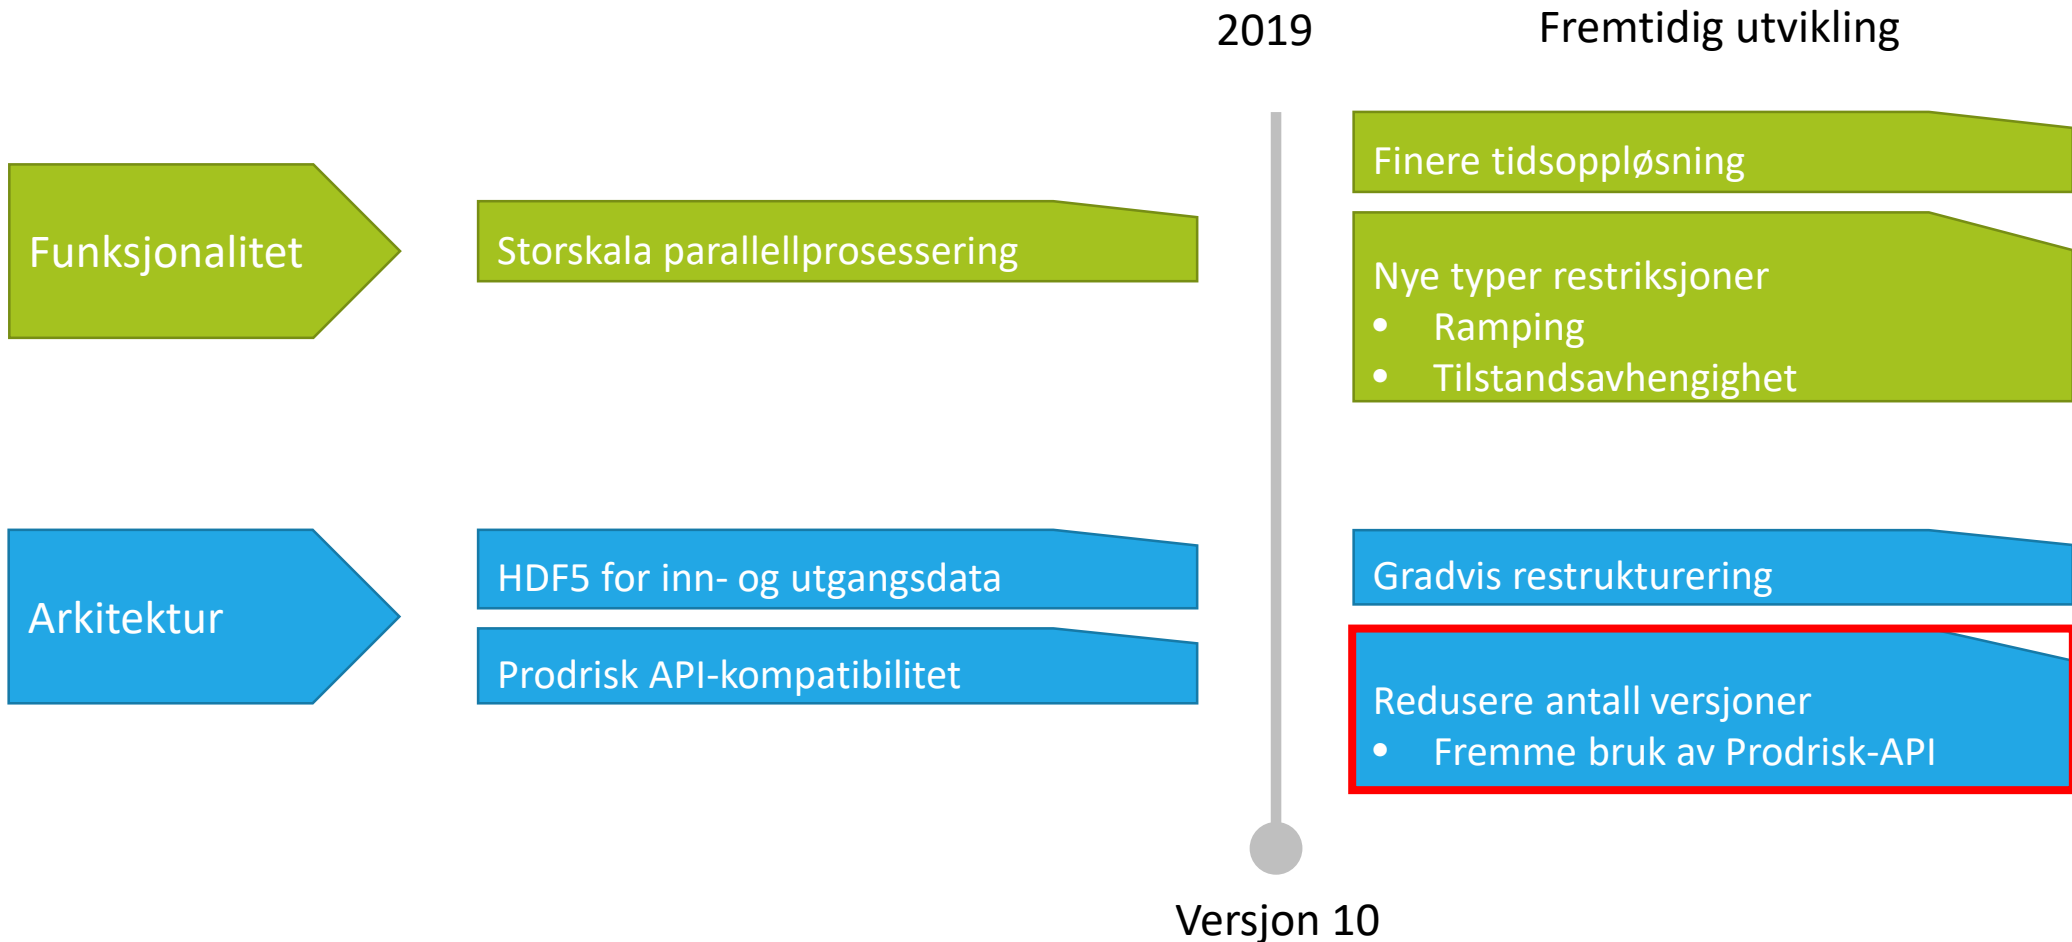 2019
Fremtidig utvikling
Funksjonalitet
Storskala parallellprosessering
Finere tidsoppløsning
Nye typer restriksjoner
• Ramping
• Tilstandsavhengighet
Arkitektur
HDF5 for inn- og utgangsdata
Prodrisk API-kompatibilitet
Gradvis restrukturering
Redusere antall versjoner
• Fremme bruk av Prodrisk-API
Versjon 10